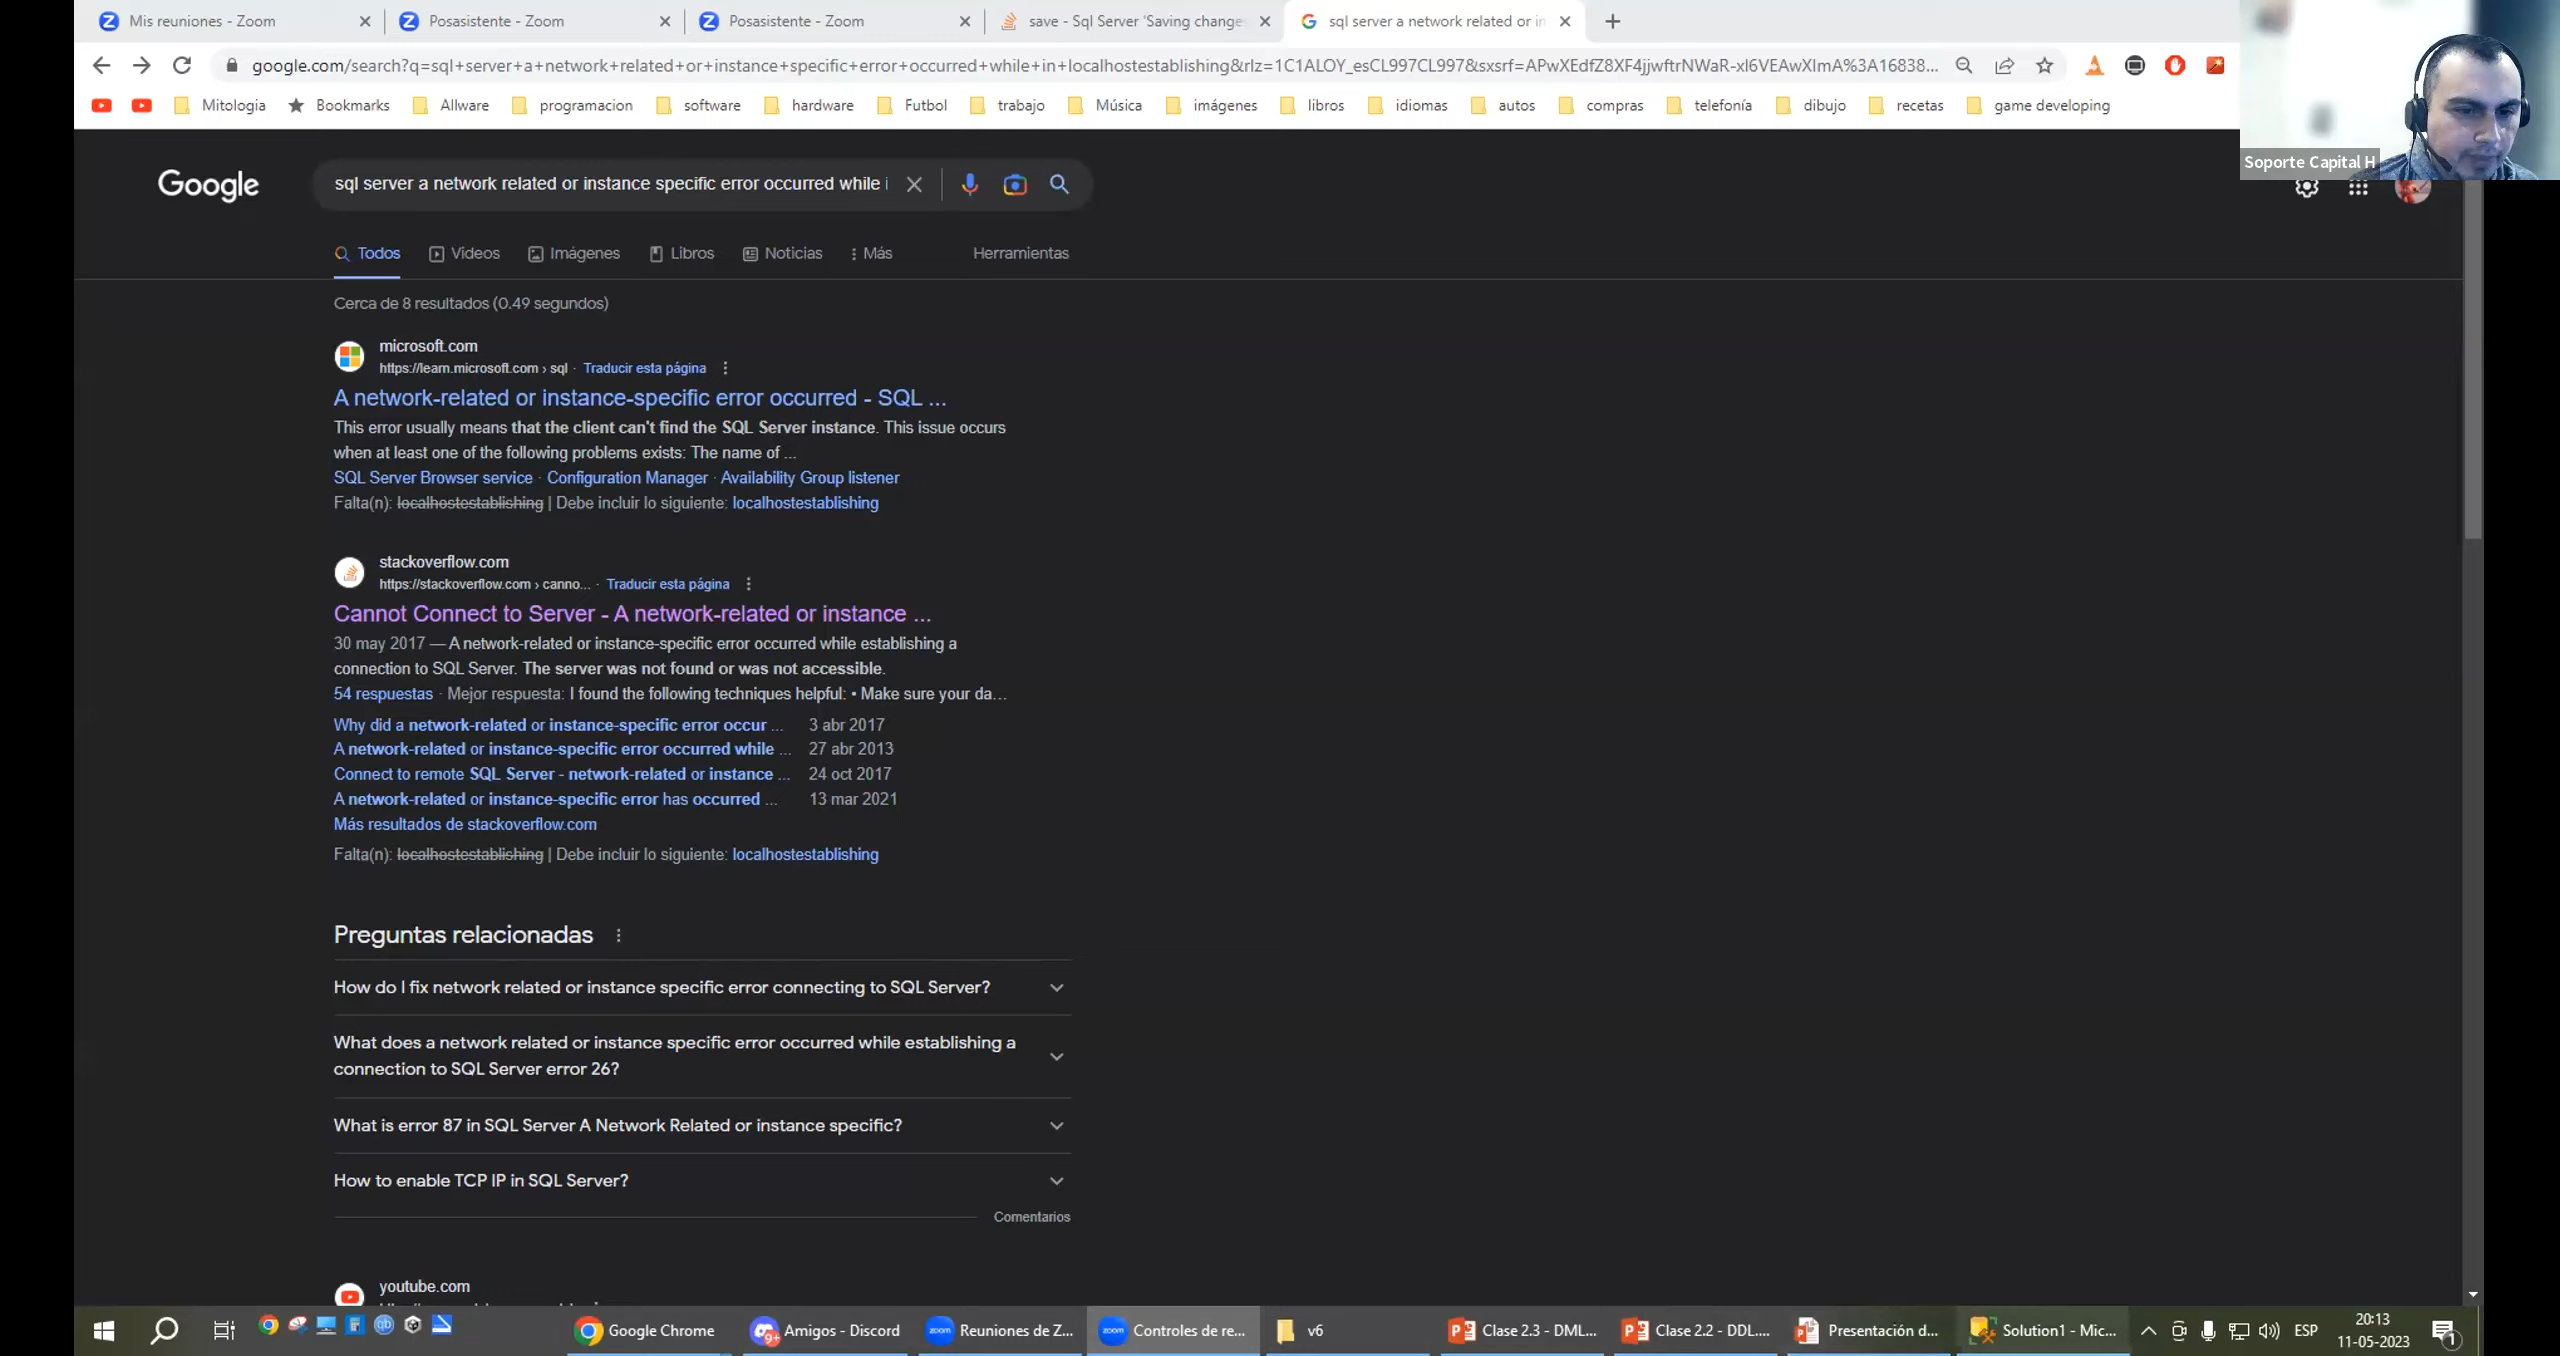 Mis reuniones - Zoom
Posasistente - Zoom
Posasistente - Zoom
save - Sql Server 'Saving change
sql server a network related or in
google.com/search?q=sql+server+a+network+related+or+instance+specific+error+occurred+while+in+localhostestablishing&rlz=1C1ALOY_esCL997CL997&sxsrf=APwXEdfZ8XF4jjwftrNWaR-xl6VEAwXImA%3A16838...
Mitologia
Bookmarks
Allware
programacion
software
hardware
Futbol
trabajo
Música
imágenes
libros
idiomas
autos
compras
telefonía
dibujo
recetas
game developing
Soporte Capital H
Google
sql server a network related or instance specific error occurred while i
Todos
Videos
Imágenes
Libros
Noticias
Más
Herramientas
Cerca de 8 resultados (0.49 segundos)
microsoft.com
https://learn.microsoft.com › sql · Traducir esta página
A network-related or instance-specific error occurred - SQL ...
This error usually means that the client can't find the SQL Server instance. This issue occurs
when at least one of the following problems exists: The name of ...
SQL Server Browser service · Configuration Manager · Availability Group listener
Falta(n): localhostestablishing | Debe incluir lo siguiente: localhostestablishing
stackoverflow.com
https://stackoverflow.com › canno... · Traducir esta página
Cannot Connect to Server - A network-related or instance ...
30 may 2017 — A network-related or instance-specific error occurred while establishing a
connection to SQL Server. The server was not found or was not accessible.
54 respuestas · Mejor respuesta: I found the following techniques helpful: • Make sure your da...
Why did a network-related or instance-specific error occur ... 3 abr 2017
A network-related or instance-specific error occurred while ... 27 abr 2013
Connect to remote SQL Server - network-related or instance ... 24 oct 2017
A network-related or instance-specific error has occurred ... 13 mar 2021
Más resultados de stackoverflow.com
Falta(n): localhostestablishing | Debe incluir lo siguiente: localhostestablishing
Preguntas relacionadas
How do I fix network related or instance specific error connecting to SQL Server?
What does a network related or instance specific error occurred while establishing a
connection to SQL Server error 26?
What is error 87 in SQL Server A Network Related or instance specific?
How to enable TCP IP in SQL Server?
Comentarios
youtube.com
Google Chrome
9+
Amigos - Discord
zoom
Reuniones de Z...
zoom
Controles de re...
v6
Clase 2.3 - DML...
Clase 2.2 - DDL....
Presentación d...
Solution1 - Mic...
ESP
20:13
11-05-2023
1